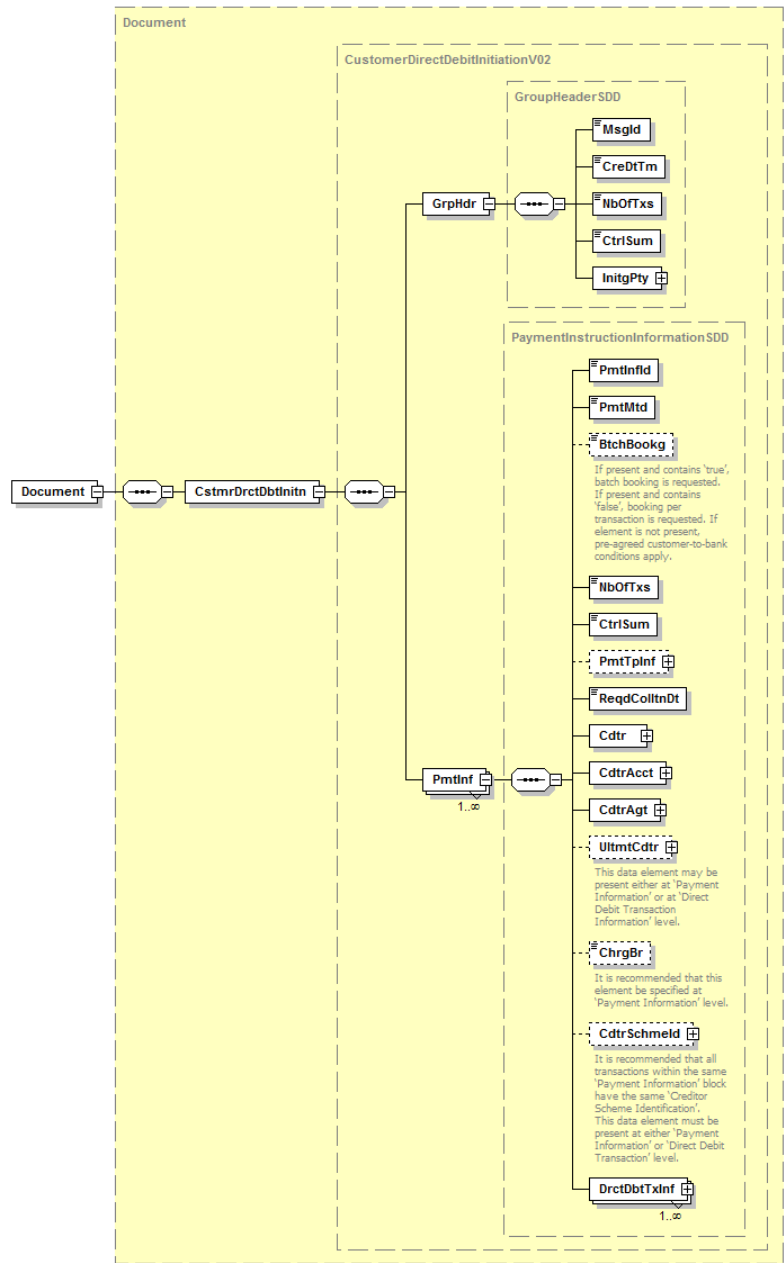 Document
CustomerDirectDebitInitiationV02
GroupHeaderSDD
MsgId
CreDtTm
GrpHdr
NbOfTxs
CtrlSum
InitgPty
PaymentInstructionInformationSDD
PmtInfId
PmtMtd
BtchBookg
If present and contains ‘true’,
batch booking is requested.
If present and contains
‘false’, booking per
transaction is requested. If
element is not present,
pre-agreed customer-to-bank
conditions apply.
Document
CstmrDrctDbtInitn
NbOfTxs
CtrlSum
PmtTpInf
ReqdColltnDt
Cdtr
PmtInf
1..∞
CdtrAcct
CdtrAgt
UltmtCdtr
This data element may be
present either at ‘Payment
Information’ or at ‘Direct
Debit Transaction
Information’ level.
ChrgBr
It is recommended that this
element be specified at
‘Payment Information’ level.
CdtrSchmeId
It is recommended that all
transactions within the same
‘Payment Information’ block
have the same ‘Creditor
Scheme Identification’.
This data element must be
present at either ‘Payment
Information’ or ‘Direct Debit
Transaction’ level.
DrctDbtTxInf
1..∞